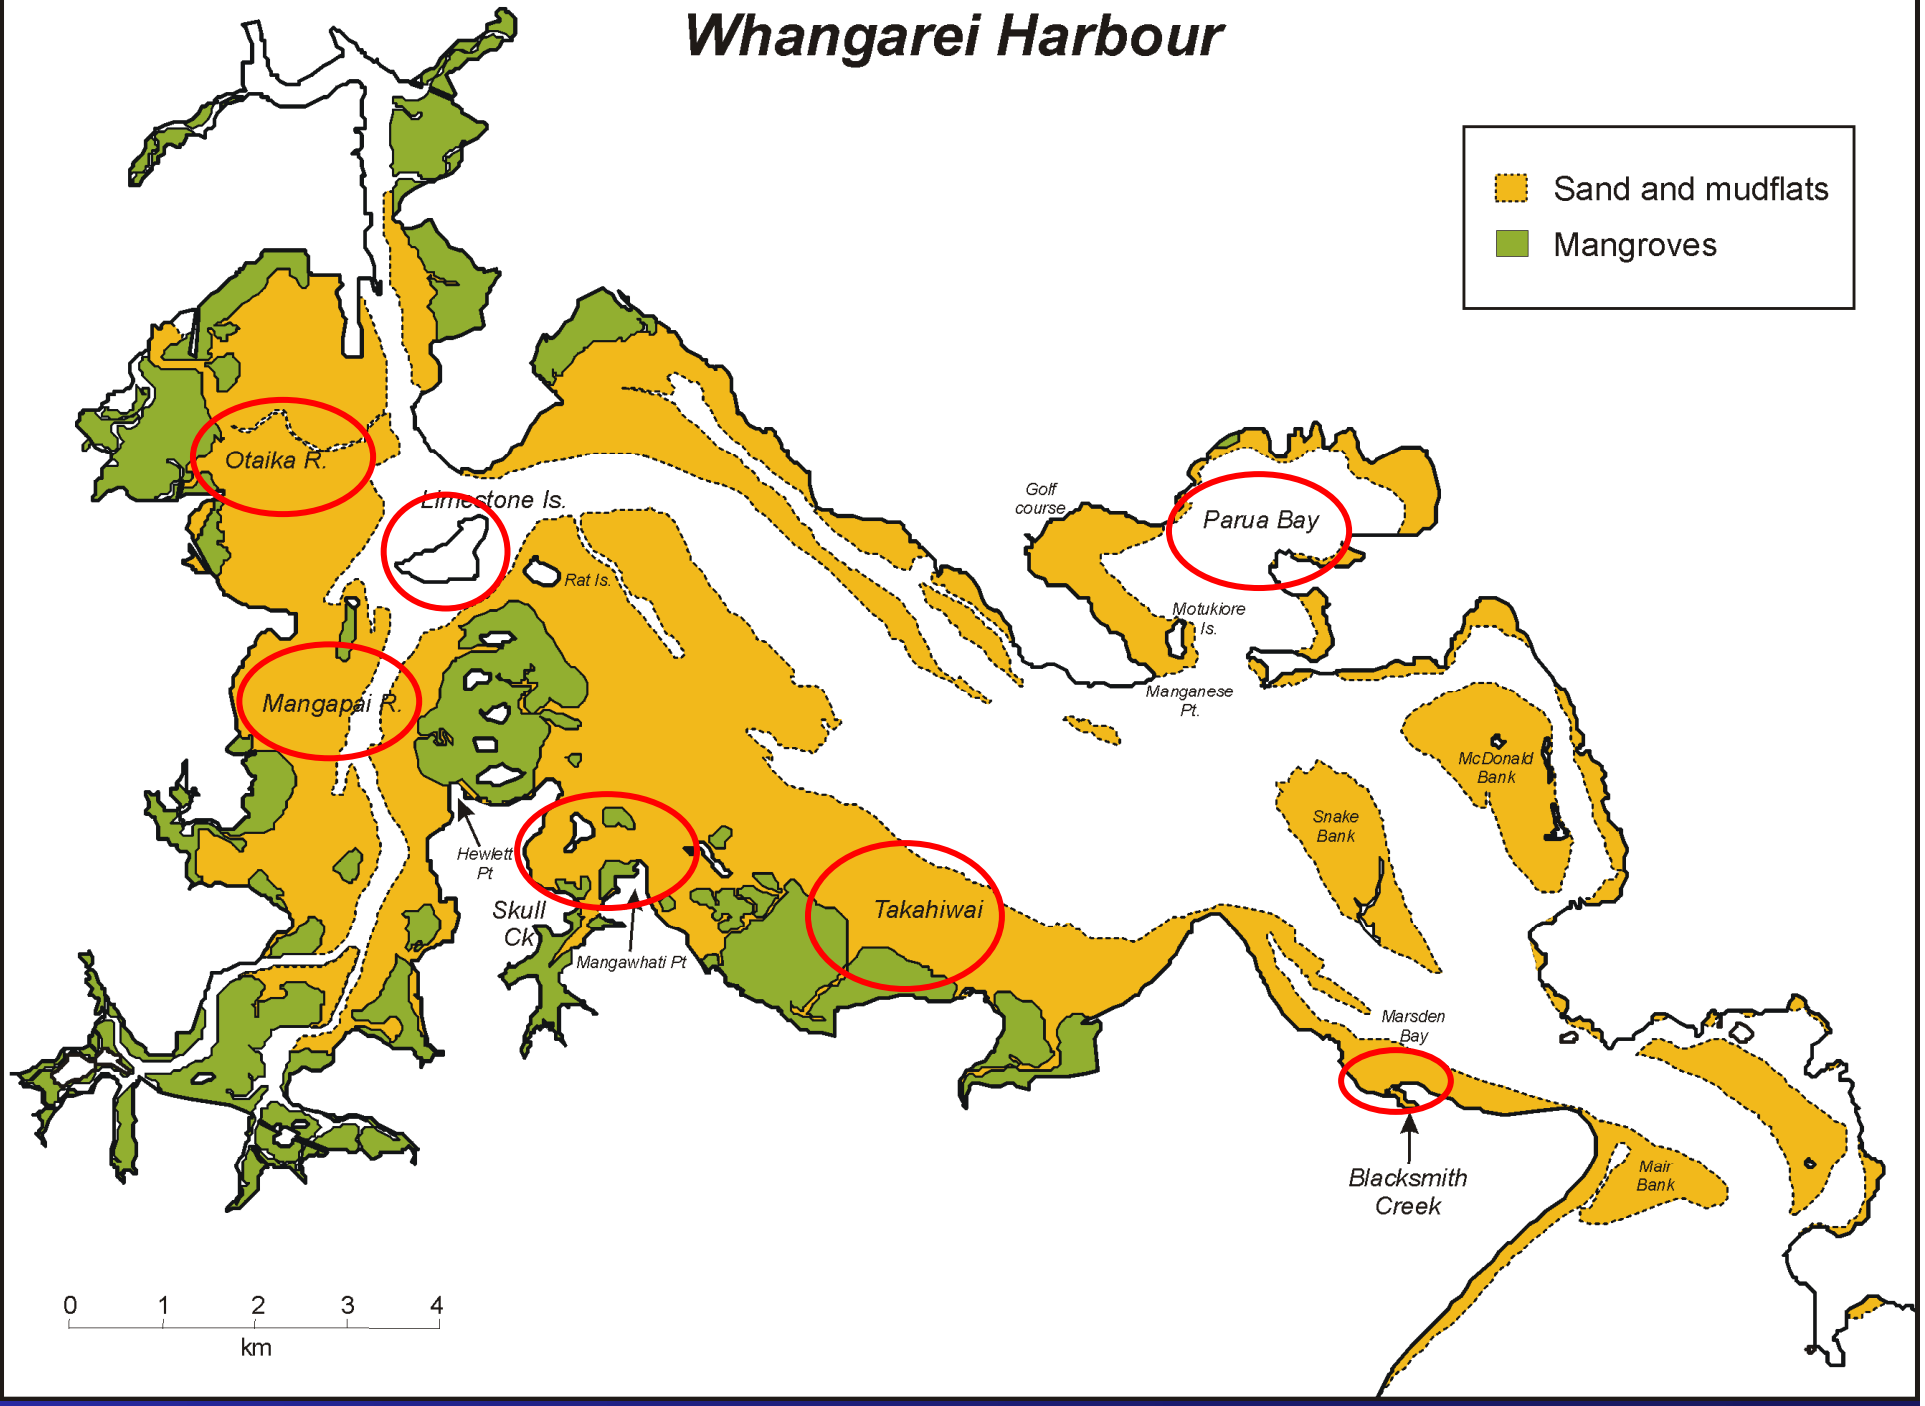 Whangarei Harbour
Sand and mudflats
Mangroves
Otaika R.
Limestone Is.
Golf
course
Parua Bay
Rat Is.
Motukiore
Is.
Mangapai R.
Manganese
Pt.
McDonald
Bank
Snake
Bank
Hewlett
Pt
Skull
Ck
Takahiwai
Mangawhati Pt
Marsden
Bay
Blacksmith
Creek
Mair
Bank
0 1 2 3 4
km